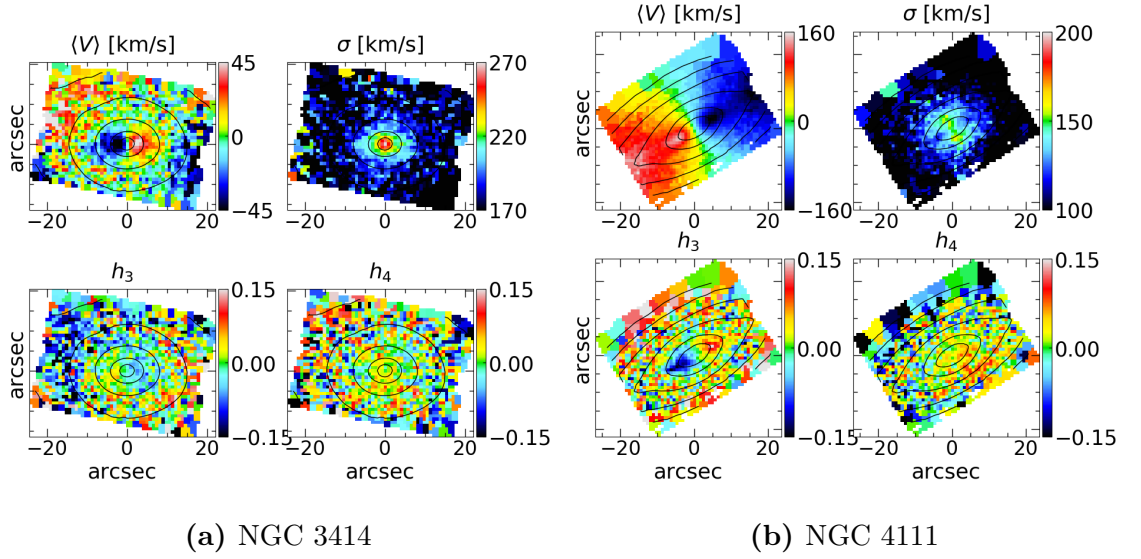 ⟨V⟩ [km/s]
σ [km/s]
⟨V⟩ [km/s]
σ [km/s]
arcsec
45
0
−45
270
220
170
arcsec
160
0
−160
200
150
100
−20 0 20
−20 0 20
−20 0 20
−20 0 20
h3
h4
h3
h4
arcsec
0.15
0.00
−0.15
0.15
0.00
−0.15
arcsec
0.15
0.00
−0.15
0.15
0.00
−0.15
−20 0 20
−20 0 20
−20 0 20
−20 0 20
arcsec
arcsec
arcsec
arcsec
(a) NGC 3414
(b) NGC 4111